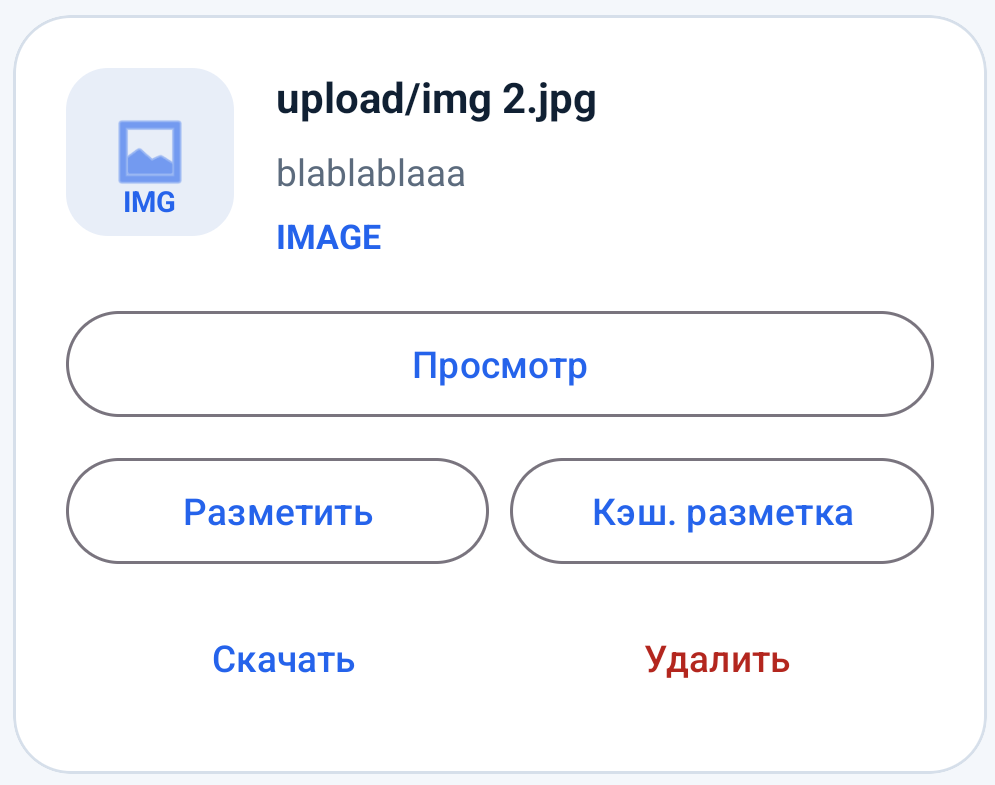 upload/img 2.jpg
blablablaaa
IMG
IMAGE
Просмотр
Разметить
Кэш. разметка
Скачать
Удалить